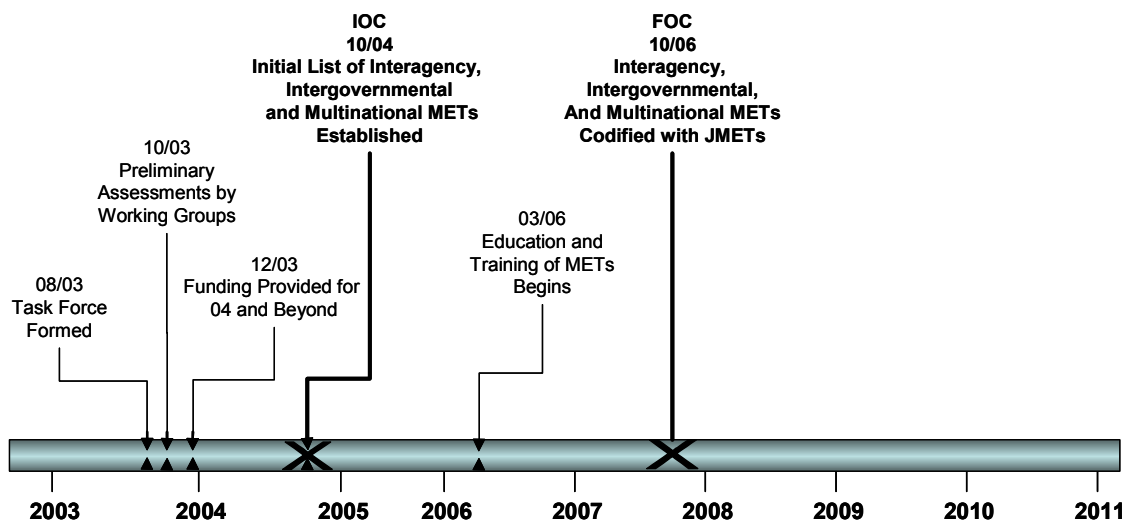 IOC
10/04
Initial List of Interagency,
Intergovernmental
and Multinational METs
Established
FOC
10/06
Interagency,
Intergovernmental,
And Multinational METs
Codified with JMETs
10/03
Preliminary
Assessments by
Working Groups
03/06
Education and
Training of METs
Begins
12/03
Funding Provided for
04 and Beyond
08/03
Task Force
Formed
2003 2004 2005 2006 2007 2008 2009 2010 2011